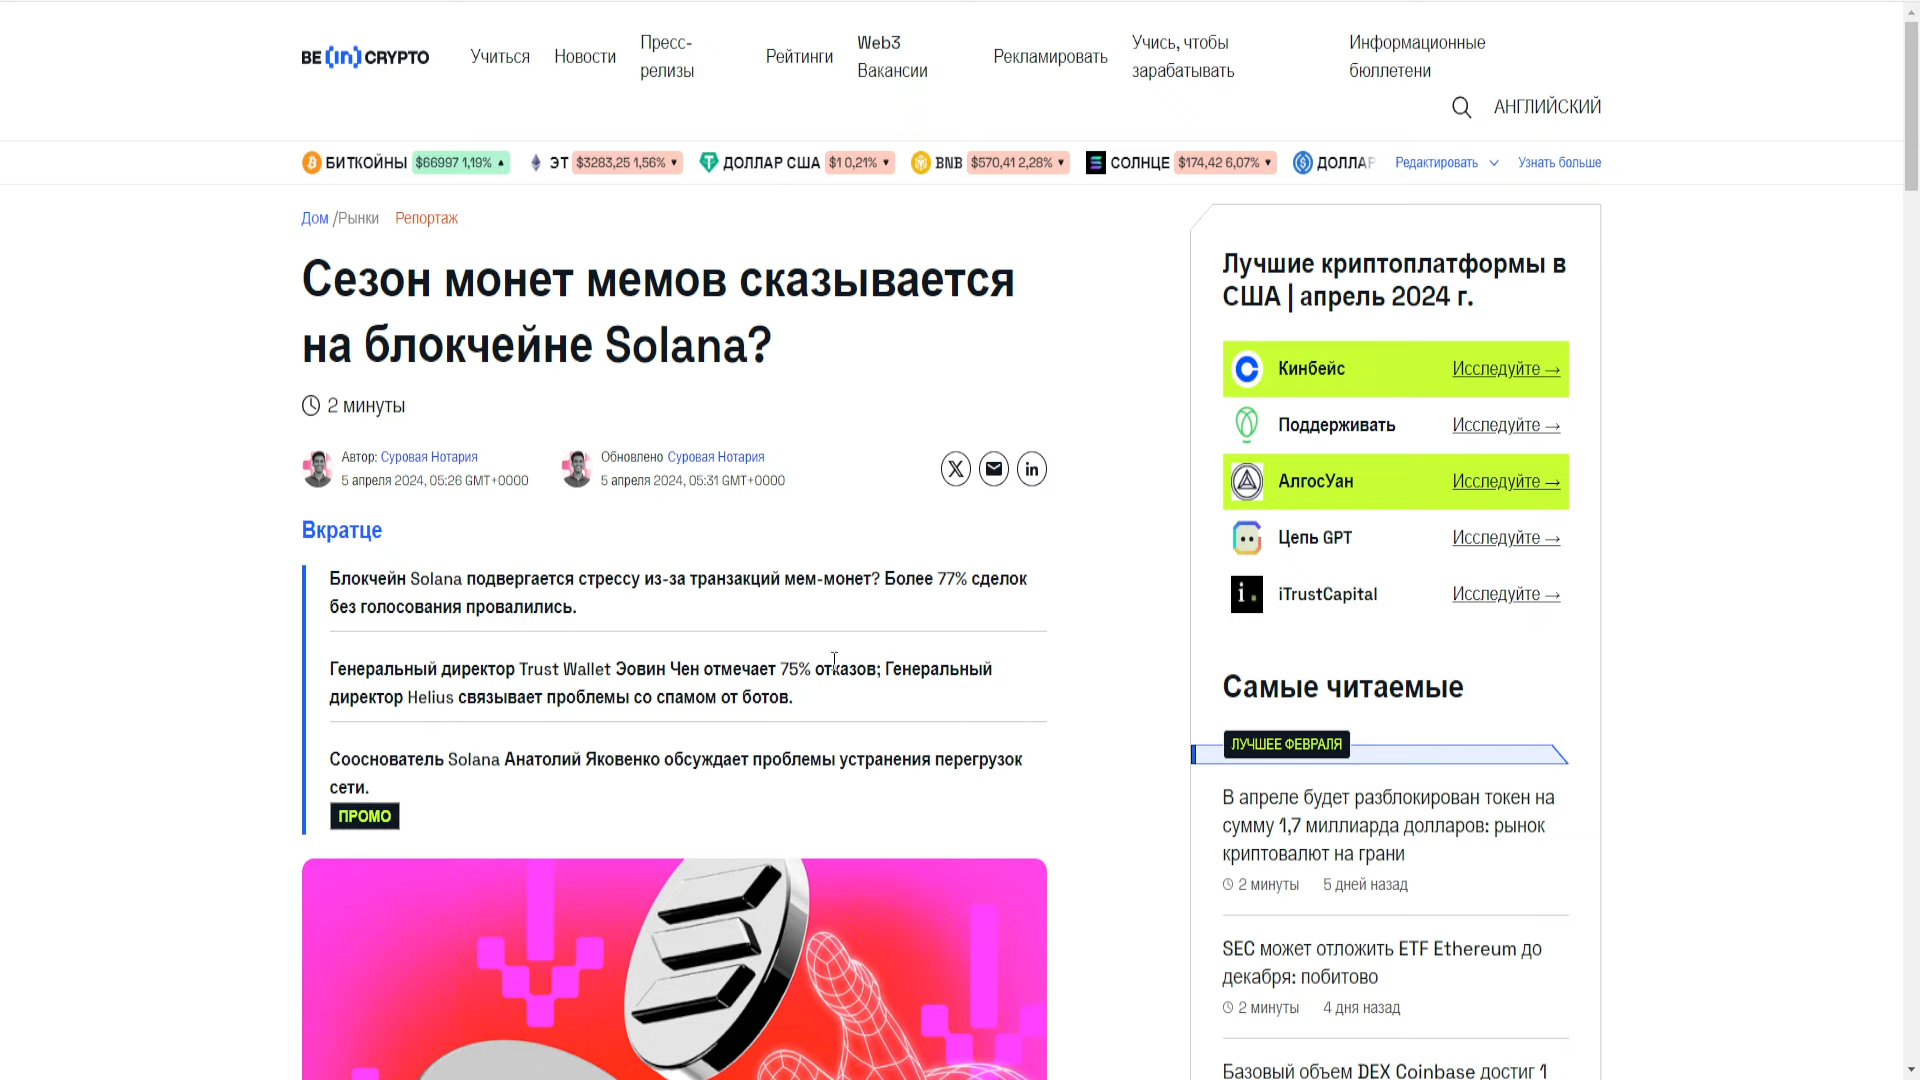 BE[in]CRYPTO
Учиться
Новости
Пресс-
релизы
Рейтинги
Web3
Вакансии
Рекламировать
Учись, чтобы
зарабатывать
Информационные
бюллетени
АНГЛИЙСКИЙ
БИТКОЙНЫ $66997 1,19% ▲ ЭТ $3283,25 1,56% ▼ ДОЛЛАР США $1 0,21% ▼ BNB $570,41 2,28% ▼ СОЛНЦЕ $174,42 6,07% ▼ ДОЛЛАР Редактировать Узнать больше
Дом /Рынки Репортаж
Сезон монет мемов сказывается
на блокчейне Solana?
2 минуты
Автор: Суровая Нотария
5 апреля 2024, 05:26 GMT+0000
Обновлено Суровая Нотария
5 апреля 2024, 05:31 GMT+0000
Вкратце
Блокчейн Solana подвергается стрессу из-за транзакций мем-монет? Более 77% сделок
без голосования провалились.
Генеральный директор Trust Wallet Эовин Чен отмечает 75% отказов; Генеральный
директор Helius связывает проблемы со спамом от ботов.
Сооснователь Solana Анатолий Яковенко обсуждает проблемы устранения перегрузок
сети.
ПРОМО
Лучшие криптоплатформы в
США | апрель 2024 г.
Кинбейс Исследуйте →
Поддерживать Исследуйте →
АлгосУан Исследуйте →
Цепь GPT Исследуйте →
iTrustCapital Исследуйте →
Самые читаемые
ЛУЧШЕЕ ФЕВРАЛЯ
В апреле будет разблокирован токен на
сумму 1,7 миллиарда долларов: рынок
криптовалют на грани
2 минуты 5 дней назад
SEC может отложить ETF Ethereum до
декабря: побитово
2 минуты 4 дня назад
Базовый объем DEX Coinbase достиг 1